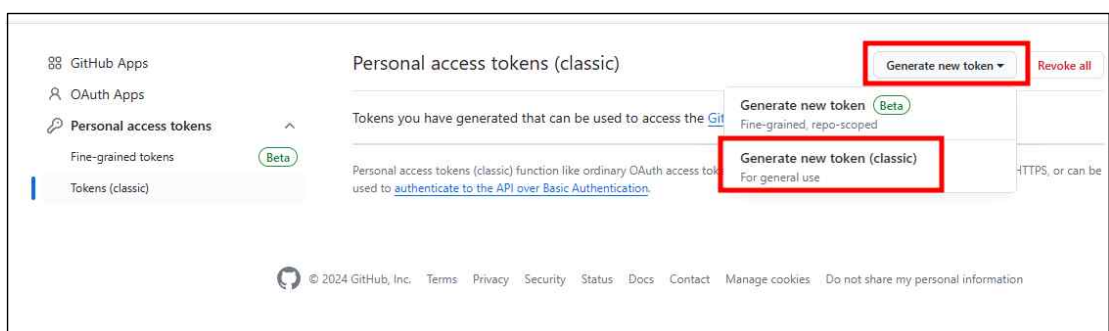 GitHub Apps
OAuth Apps
Personal access tokens
Fine-grained tokens Beta
Tokens (classic)
Personal access tokens (classic)
Generate new token
Revoke all
Generate new token Beta
Fine-grained, repo-scoped
Generate new token (classic)
For general use
Tokens you have generated that can be used to access the Git
Personal access tokens (classic) function like ordinary OAuth access tok HTTPS, or can be
used to authenticate to the API over Basic Authentication.
© 2024 GitHub, Inc. Terms Privacy Security Status Docs Contact Manage cookies Do not share my personal information